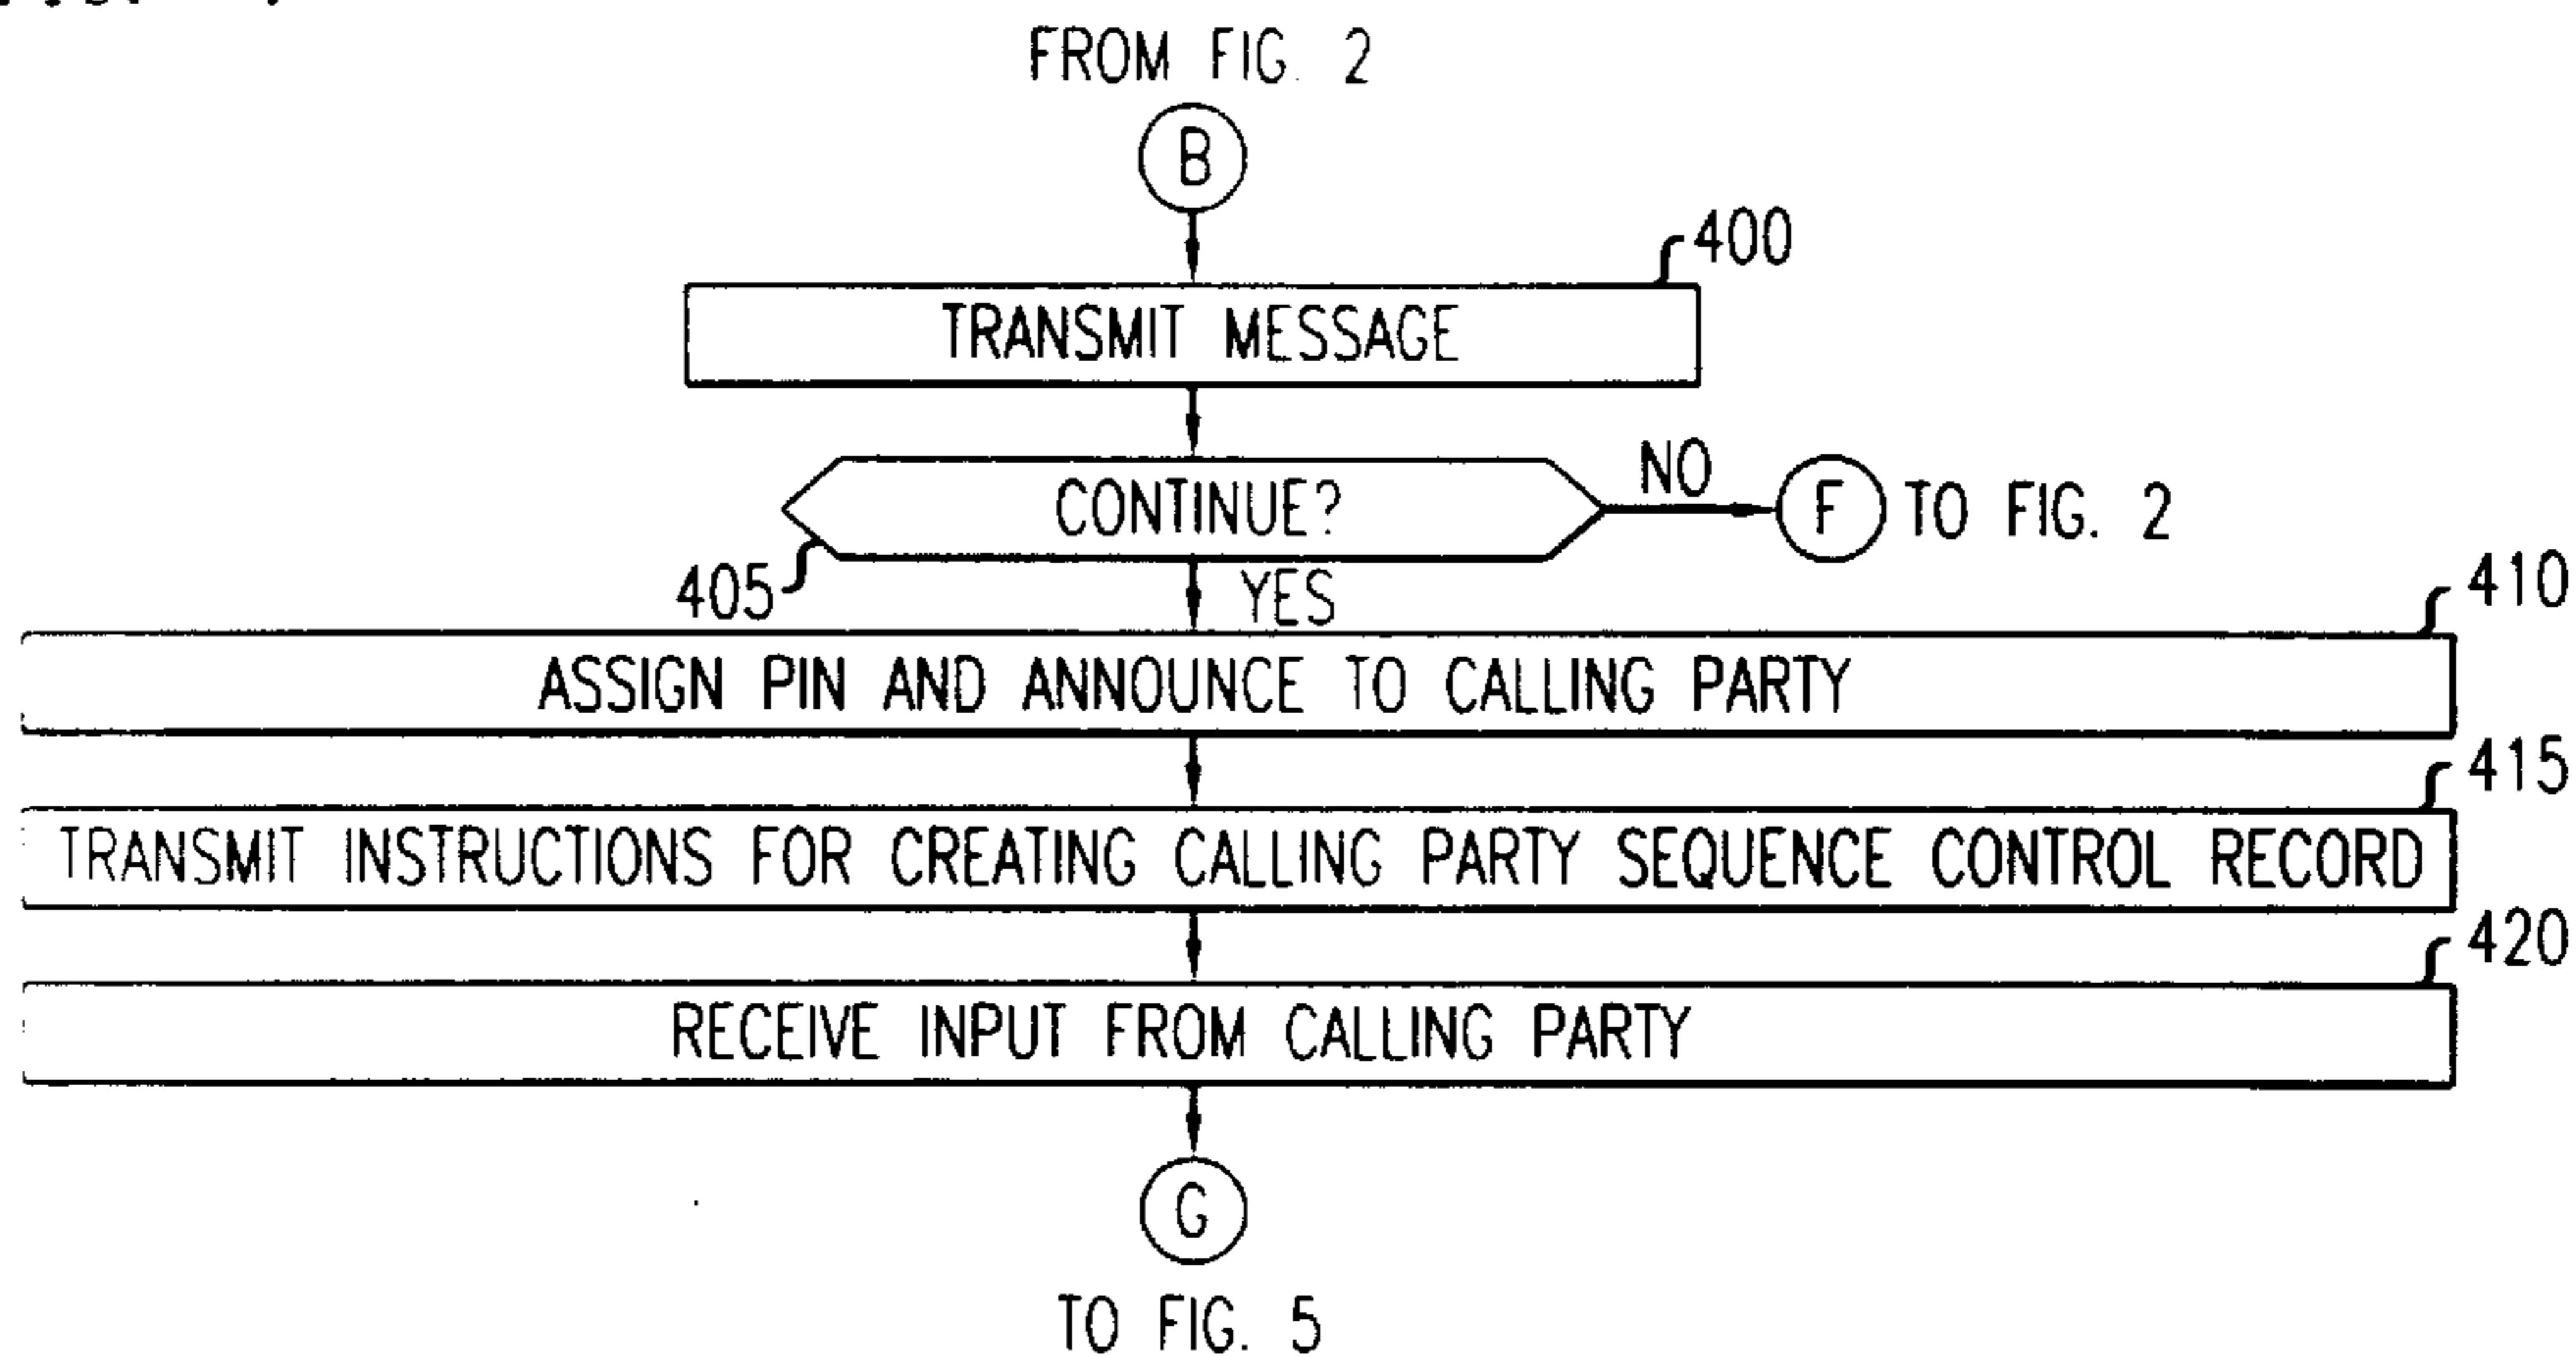 FROM FIG. 2
B
400
TRANSMIT MESSAGE
CONTINUE?
NO
F
TO FIG. 2
405
YES
410
ASSIGN PIN AND ANNOUNCE TO CALLING PARTY
415
TRANSMIT INSTRUCTIONS FOR CREATING CALLING PARTY SEQUENCE CONTROL RECORD
420
RECEIVE INPUT FROM CALLING PARTY
G
TO FIG. 5